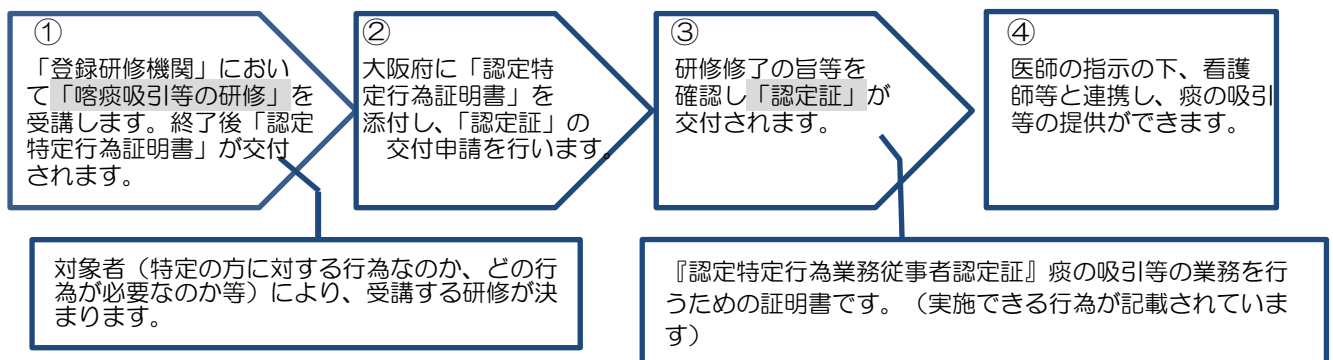 ①
「登録研修機関」におい
て「喀痰吸引等の研修」を
受講します。終了後「認定
特定行為証明書」が交付
されます。
②
大阪府に「認定特
定行為証明書」を
添付し、「認定証」の
交付申請を行います。
③
研修修了の旨等を
確認し「認定証」が
交付されます。
④
医師の指示の下、看護
師等と連携し、痰の吸引
等の提供ができます。
対象者（特定の方に対する行為なのか、どの行
為が必要なのか等）により、受講する研修が決
まります。
『認定特定行為業務従事者認定証』痰の吸引等の業務を行
うための証明書です。（実施できる行為が記載されていま
す）